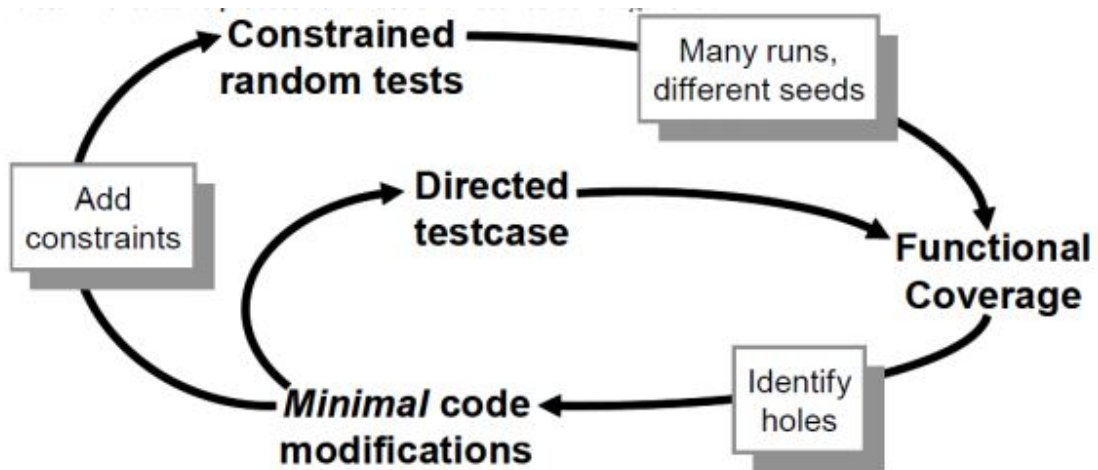 Constrained
random tests
Many runs,
different seeds
Add
constraints
Directed
testcase
Functional
Coverage
Identify
holes
Minimal code
modifications